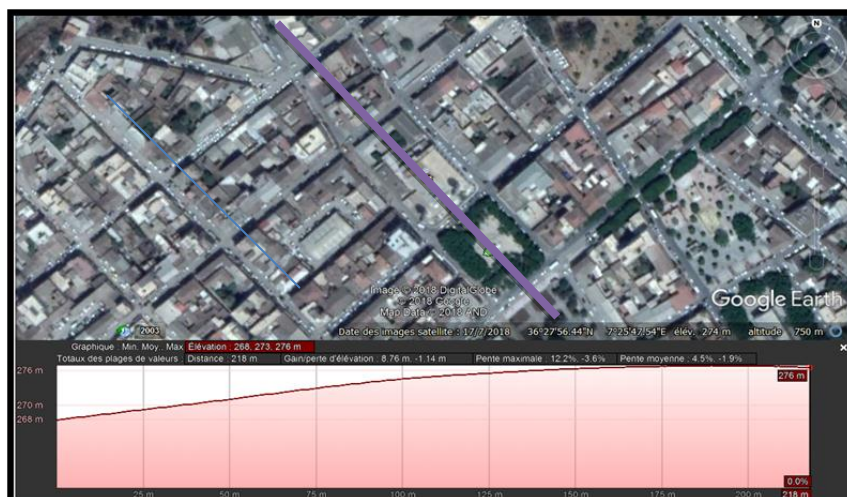 N
Image © 2018 DigitalGlobe
© 2018 Google
Map Data © 2018 AND
Google Earth
2003
Date des images satellite : 17/7/2018 36°27'56.44"N 7°25'47.54"E élév. 274 m altitude 750 m
Graphique : Min. Moy.. Max Élévation : 268, 273, 276 m
Totaux des plages de valeurs Distance : 218 m Gain/perte d'élévation : 8.76 m, -1.14 m Pente maximale : 12.2%, -3.6% Pente moyenne : 4.5%, -1.9%
276 m
276 m
270 m
268 m
0.0%
25 m 50 m 75 m 100 m 125 m 150 m 175 m 200 m 218 m